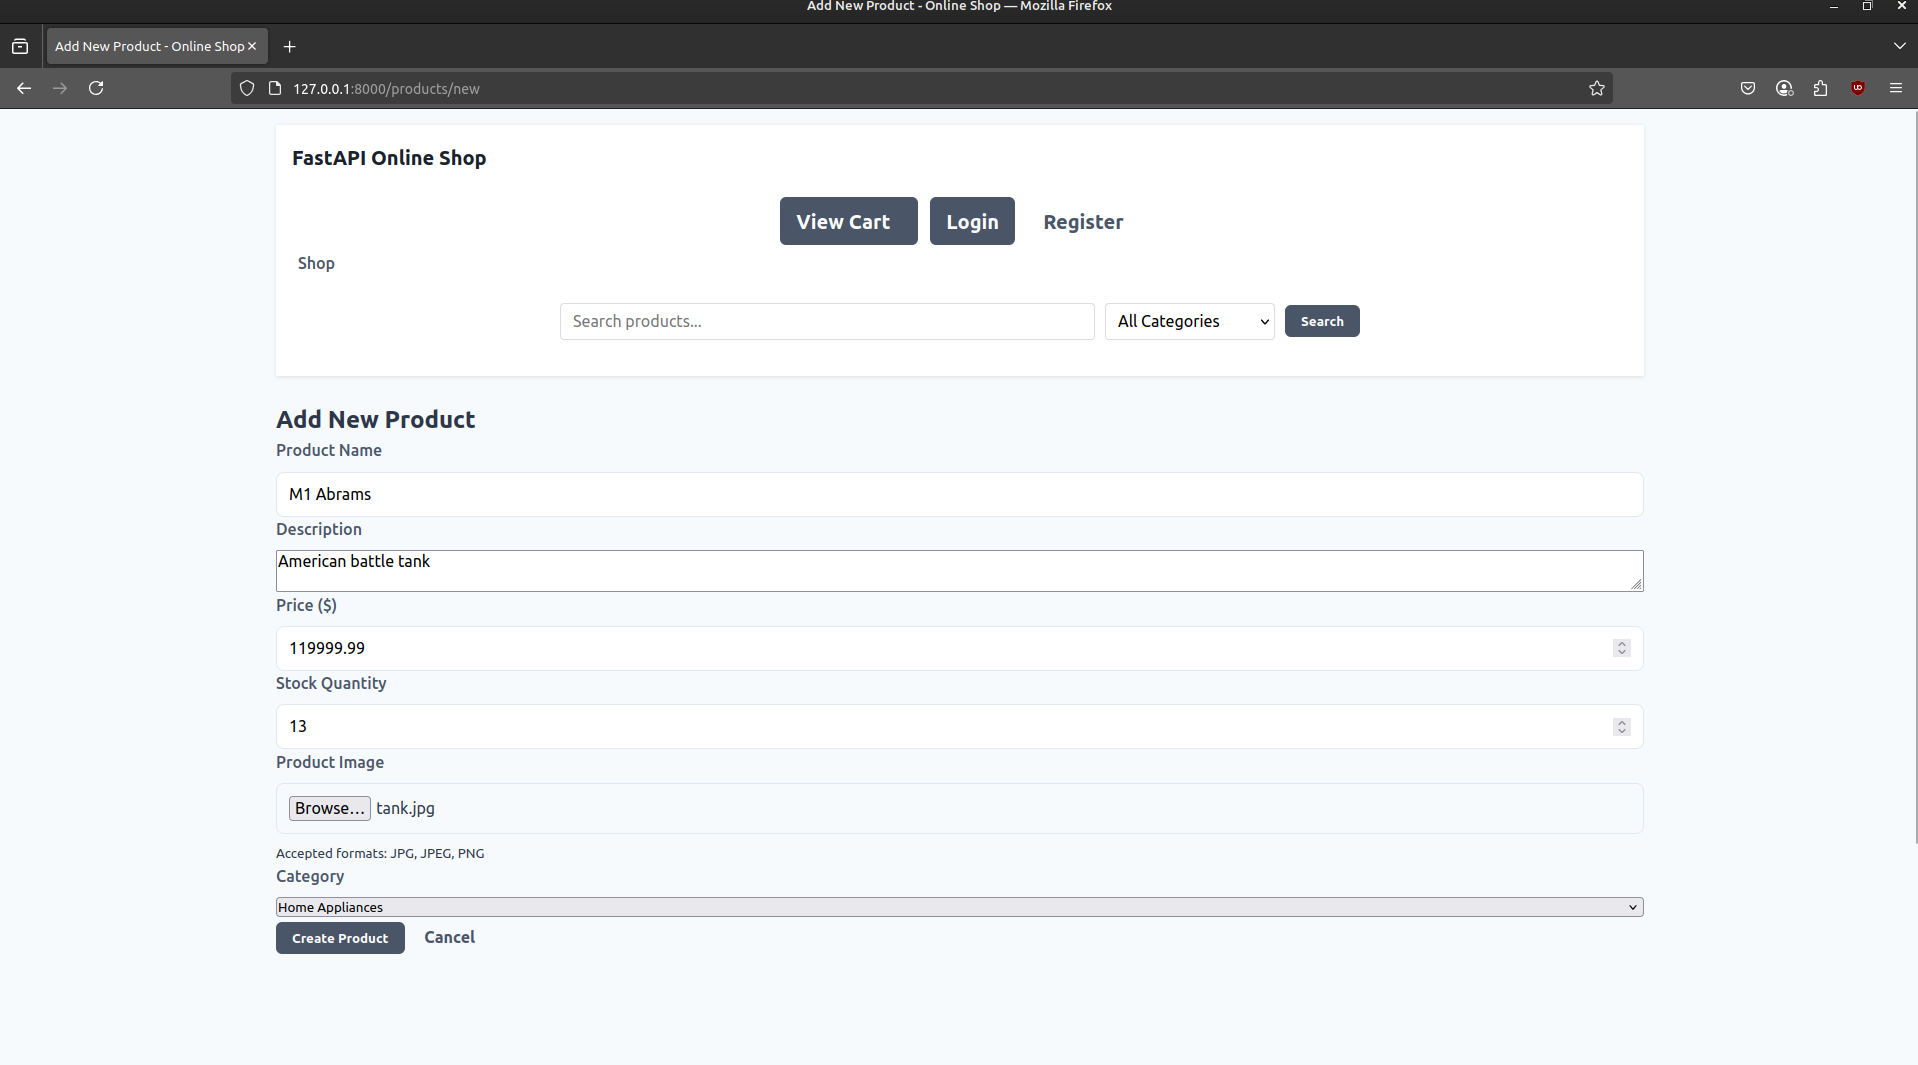 Add New Product - Online Shop — Mozilla Firefox
Add New Product - Online Shop
127.0.0.1:8000/products/new
FastAPI Online Shop
View Cart Login Register
Shop
Search products... All Categories Search
Add New Product
Product Name
M1 Abrams
Description
American battle tank
Price ($)
119999.99
Stock Quantity
13
Product Image
Browse... tank.jpg
Accepted formats: JPG, JPEG, PNG
Category
Home Appliances
Create Product Cancel